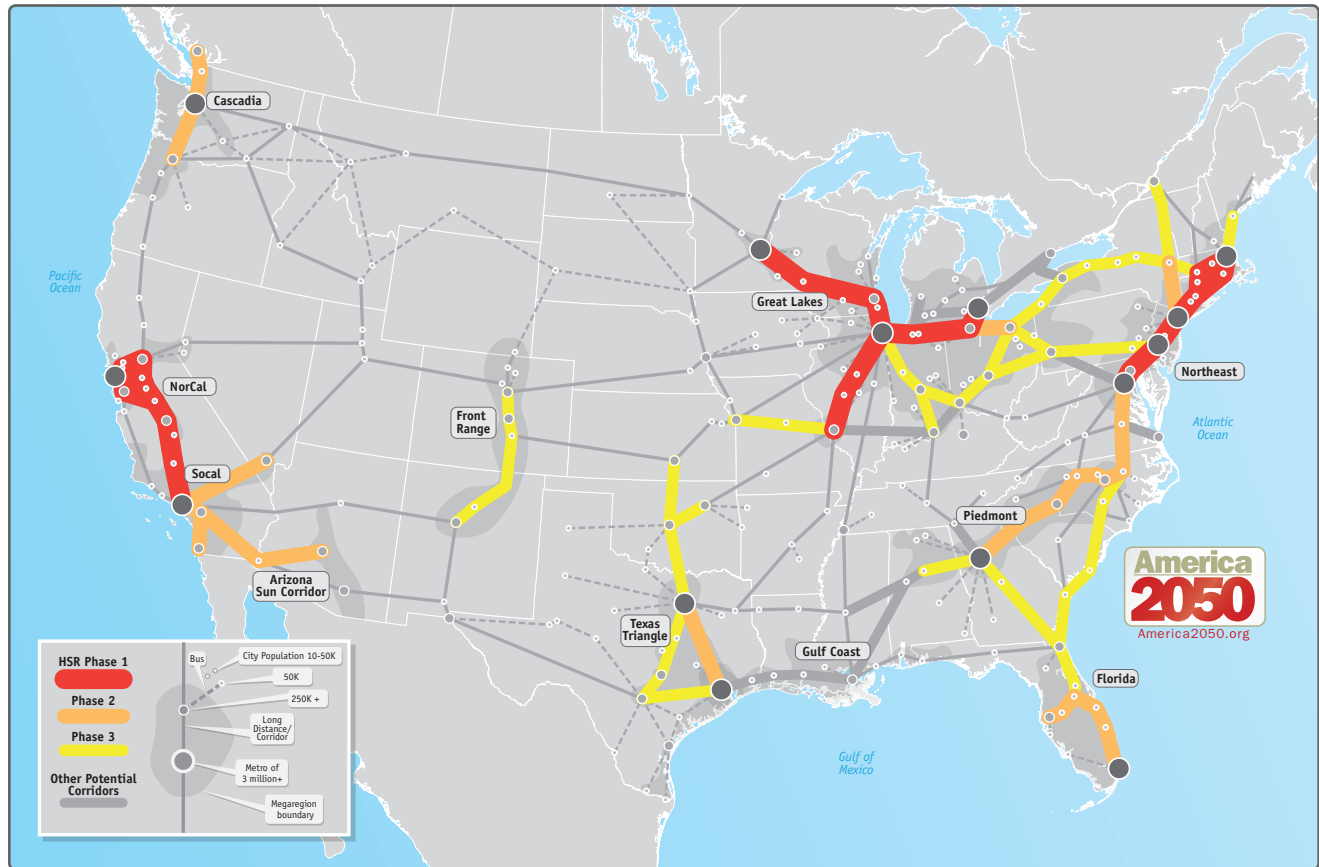 Cascadia
Pacific
Ocean
Great Lakes
NorCal
Front
Range
Northeast
Atlantic
Ocean
Socal
Piedmont
Arizona
Sun Corridor
Texas
Triangle
Gulf Coast
Florida
Gulf of
Mexico
America
2050
America2050.org
HSR Phase 1
Phase 2
Phase 3
Other Potential
Corridors
Bus
City Population 10-50K
50K
250K +
Long
Distance/
Corridor
Metro of
3 million+
Megaregion
boundary